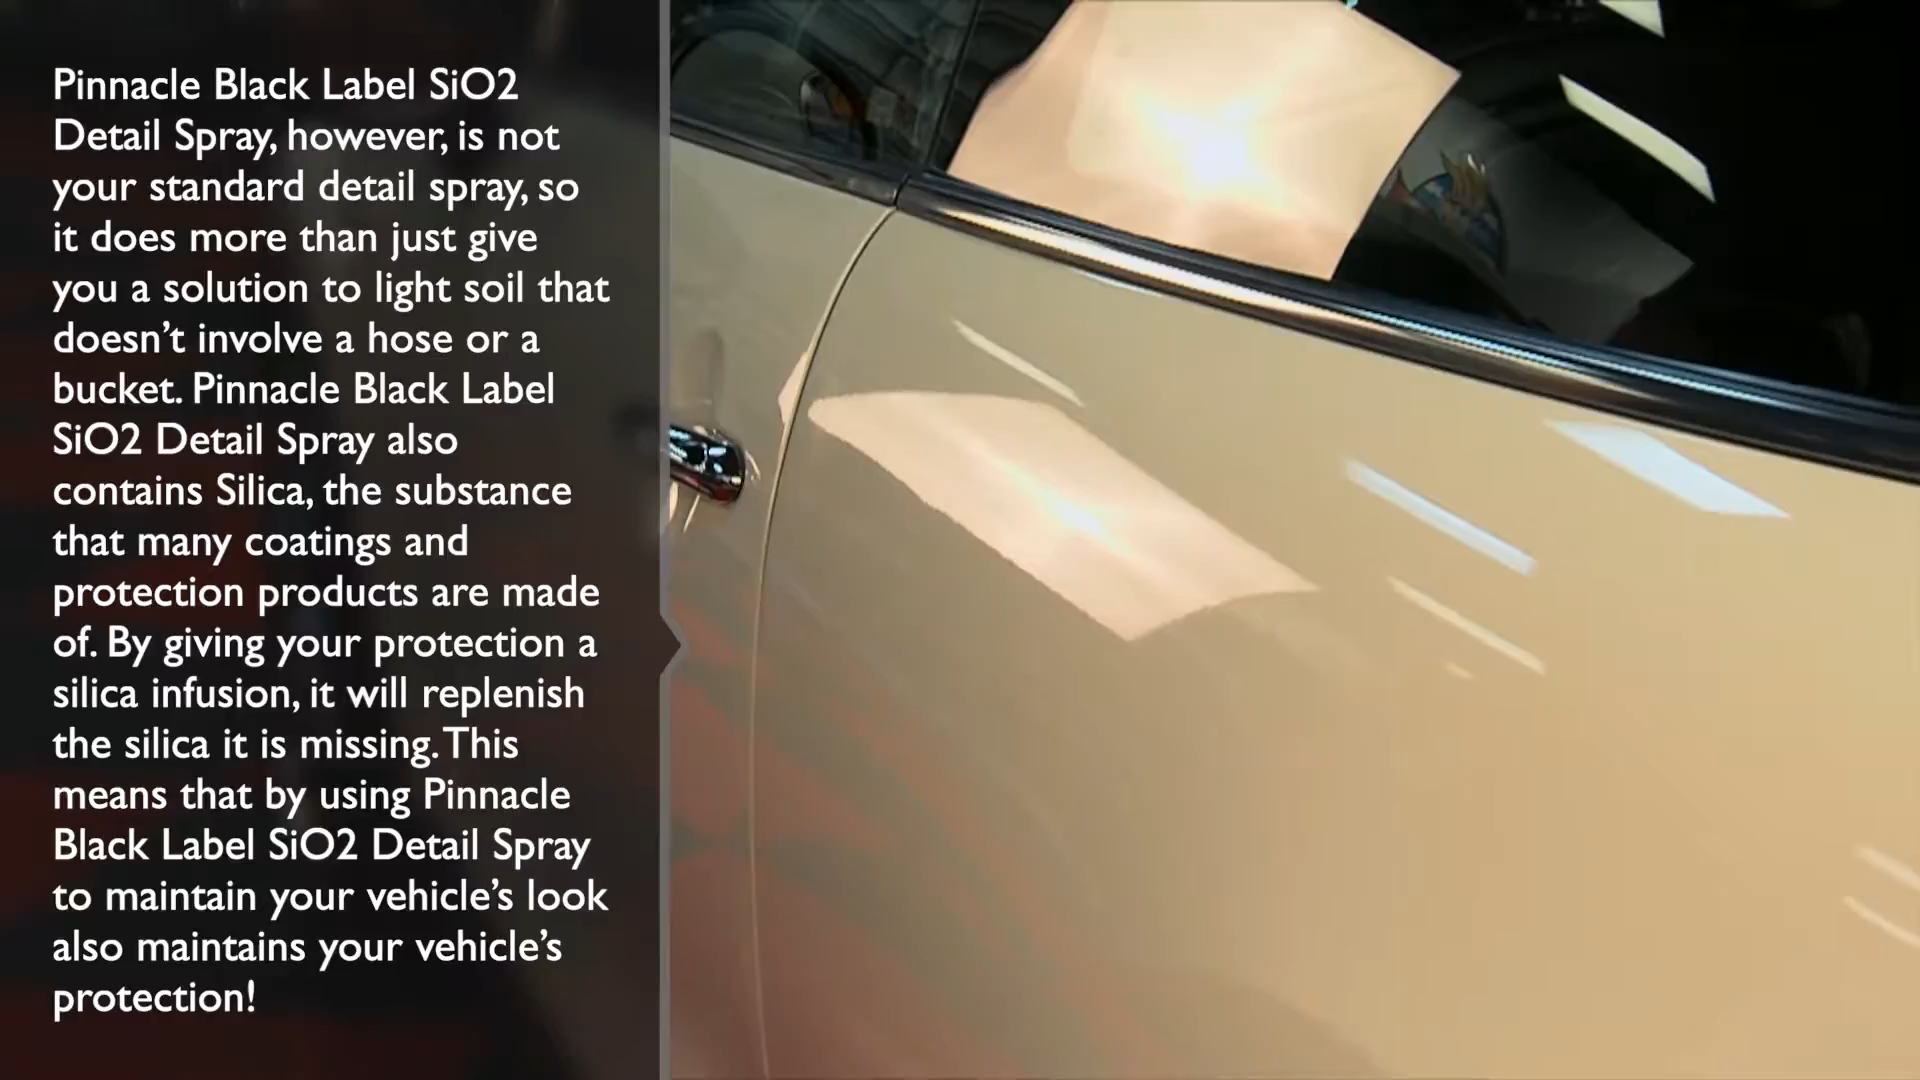 Pinnacle Black Label SiO2
Detail Spray, however, is not
your standard detail spray, so
it does more than just give
you a solution to light soil that
doesn’t involve a hose or a
bucket. Pinnacle Black Label
SiO2 Detail Spray also
contains Silica, the substance
that many coatings and
protection products are made
of. By giving your protection a
silica infusion, it will replenish
the silica it is missing. This
means that by using Pinnacle
Black Label SiO2 Detail Spray
to maintain your vehicle’s look
also maintains your vehicle’s
protection!